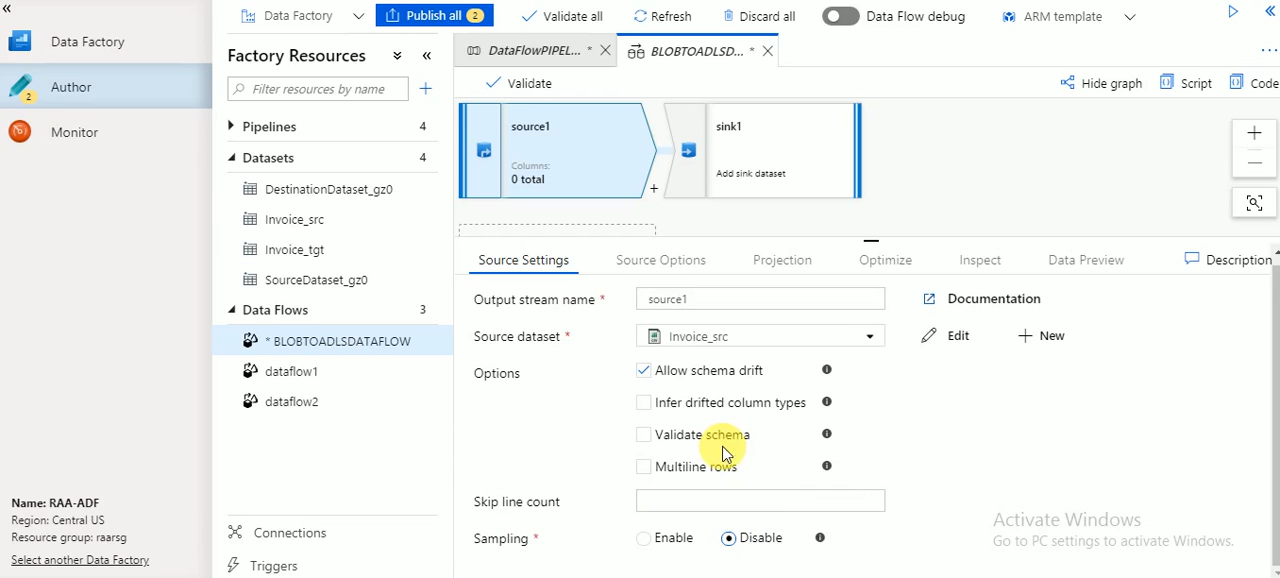 «
Data Factory
Author
2
Monitor
Name: RAA-ADF
Region: Central US
Resource group: raarsg
Select another Data Factory
Data Factory
Publish all 2
Validate all
Refresh
Discard all
Data Flow debug
ARM template
«
Factory Resources
«
Filter resources by name
+
Pipelines 4
Datasets 4
DestinationDataset_gz0
Invoice_src
Invoice_tgt
SourceDataset_gz0
Data Flows 3
* BLOBTOADLSDATAFLOW
dataflow1
dataflow2
Connections
Triggers
DataFlowPIPEL... *
BLOBTOADLSD... *
...
Validate
Hide graph
Script
Code
source1
Columns:
0 total
+
sink1
Add sink dataset
Source Settings
Source Options
Projection
Optimize
Inspect
Data Preview
Description
Output stream name *
source1
Documentation
Source dataset *
Invoice_src
Edit
+ New
Options
Allow schema drift
Infer drifted column types
Validate schema
Multiline rows
Skip line count
Sampling *
Enable
Disable
Activate Windows
Go to PC settings to activate Windows.